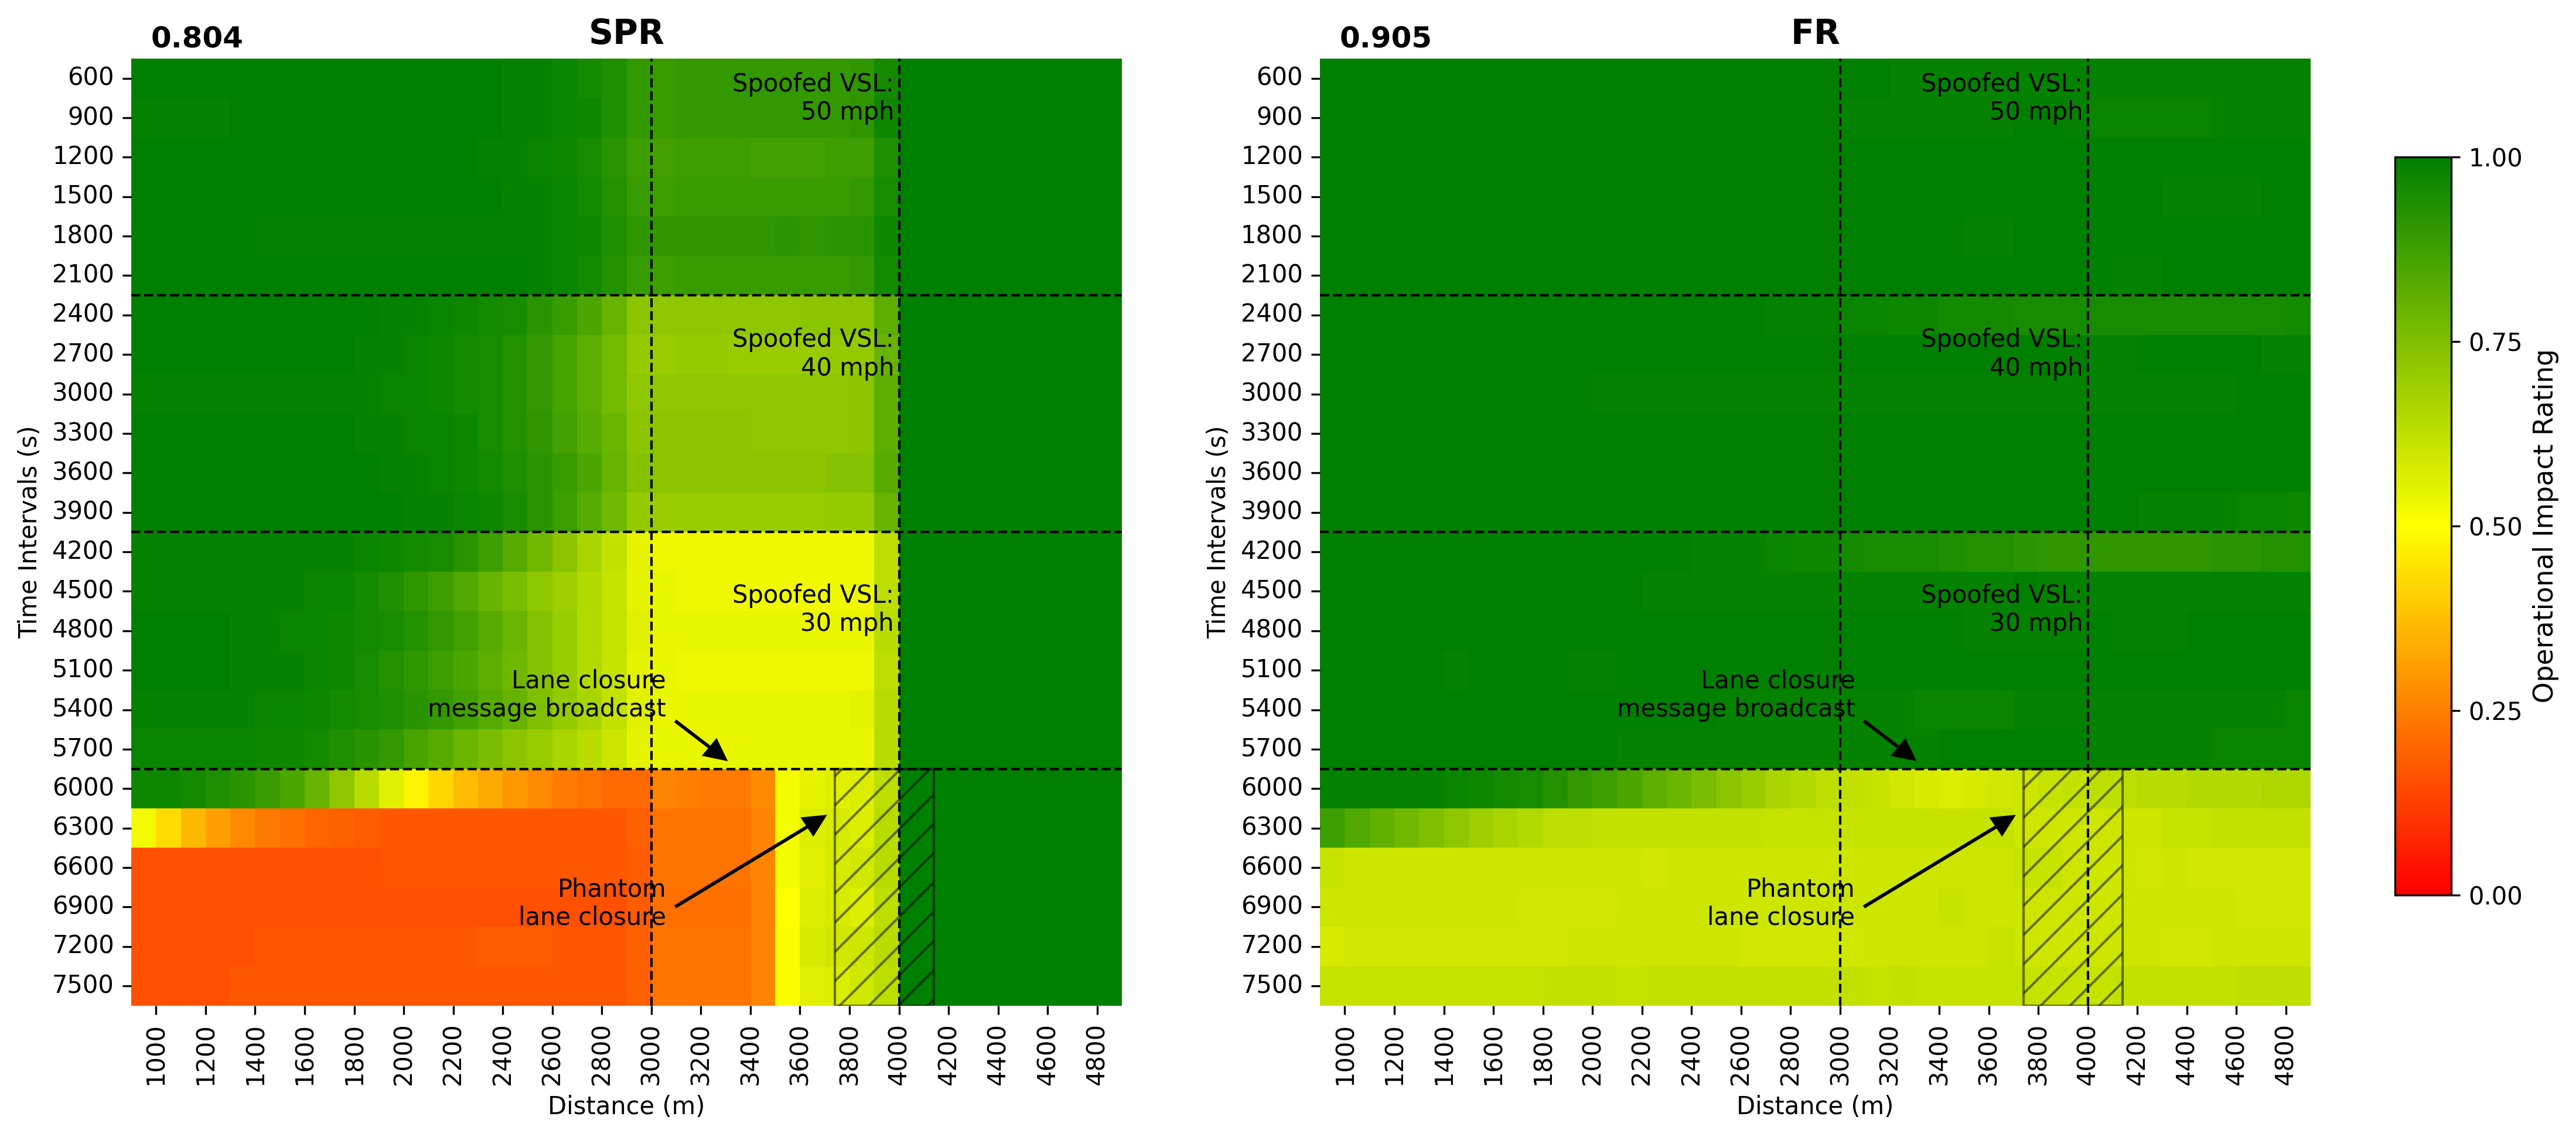 0.804
SPR
600
900
1200
1500
1800
2100
2400
2700
3000
3300
3600
3900
4200
4500
4800
5100
5400
5700
6000
6300
6600
6900
7200
7500
Time Intervals (s)
Spoofed VSL:
50 mph
Spoofed VSL:
40 mph
Spoofed VSL:
30 mph
Lane closure
message broadcast
Phantom
lane closure
1000 1200 1400 1600 1800 2000 2200 2400 2600 2800 3000 3200 3400 3600 3800 4000 4200 4400 4600 4800
Distance (m)
0.905
FR
600
900
1200
1500
1800
2100
2400
2700
3000
3300
3600
3900
4200
4500
4800
5100
5400
5700
6000
6300
6600
6900
7200
7500
Time Intervals (s)
Spoofed VSL:
50 mph
Spoofed VSL:
40 mph
Spoofed VSL:
30 mph
Lane closure
message broadcast
Phantom
lane closure
1000 1200 1400 1600 1800 2000 2200 2400 2600 2800 3000 3200 3400 3600 3800 4000 4200 4400 4600 4800
Distance (m)
1.00
0.75
0.50
0.25
0.00
Operational Impact Rating